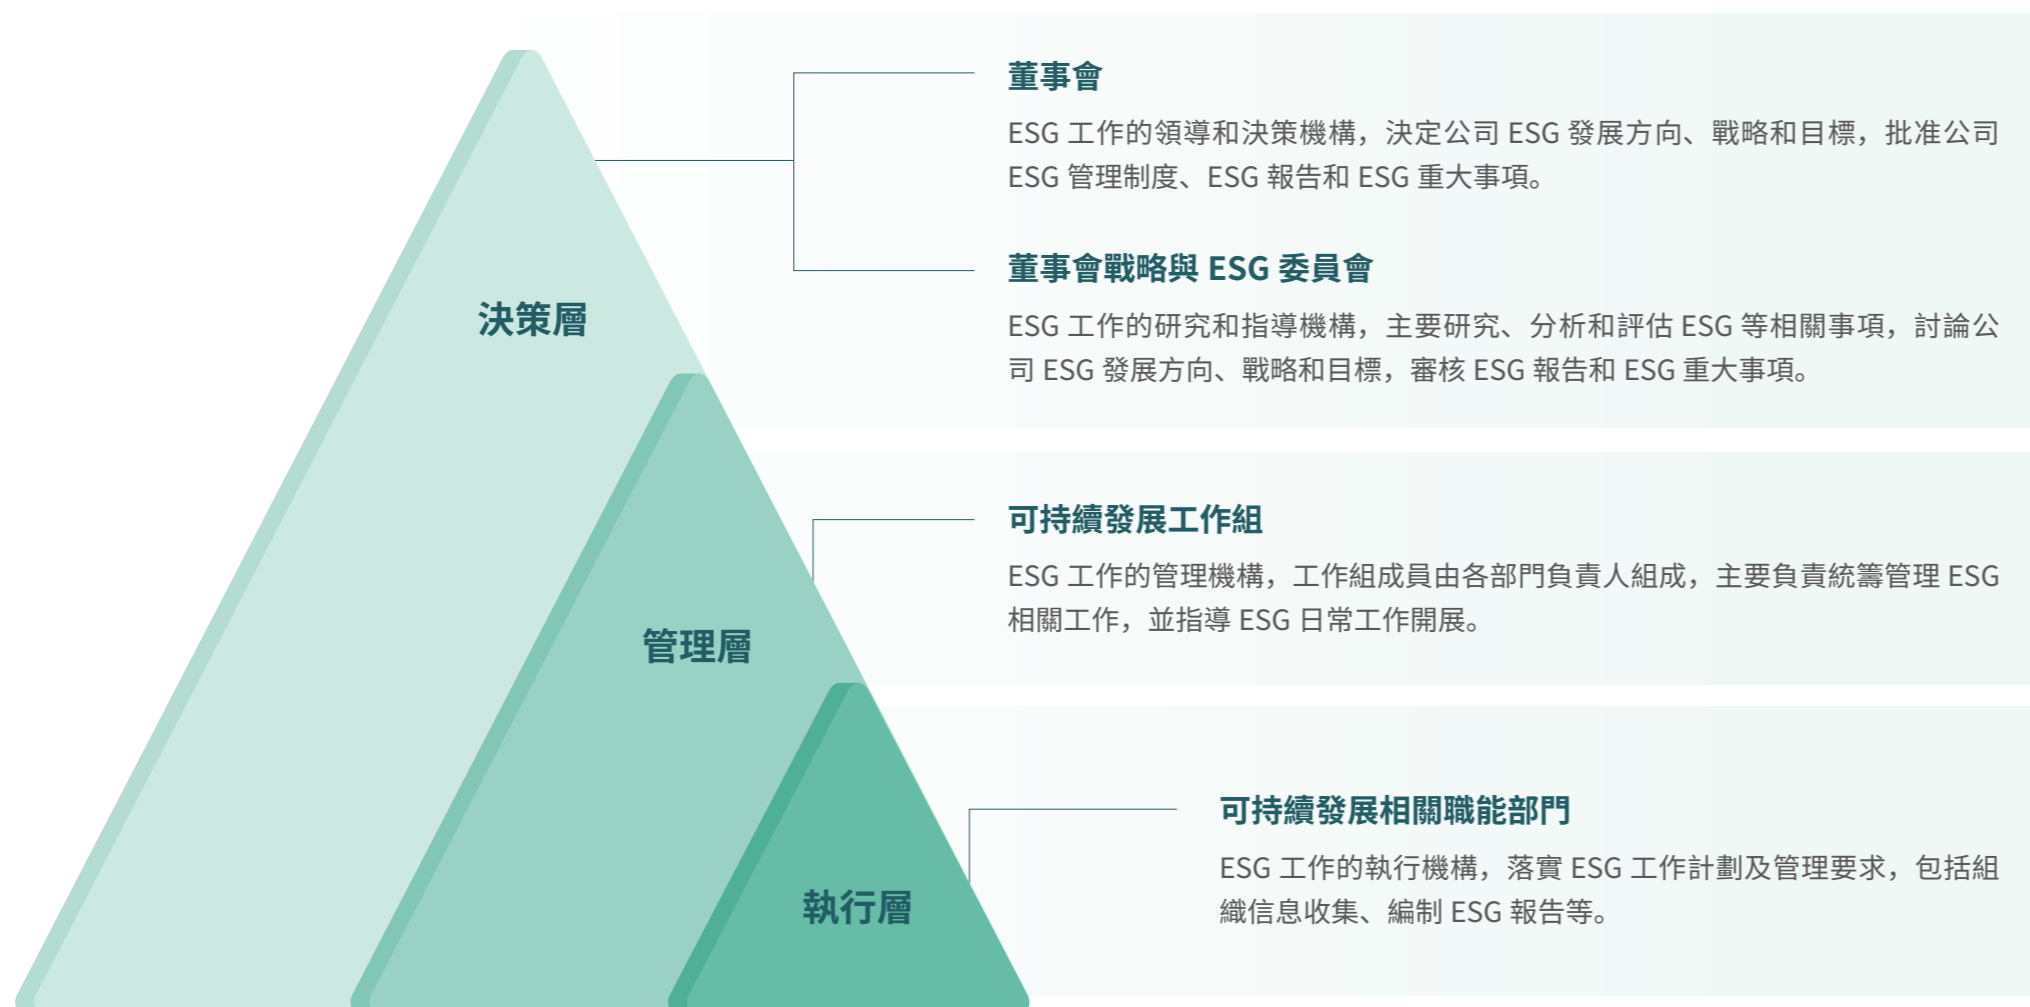 董事會
ESG 工作的領導和決策機構，決定公司 ESG 發展方向、戰略和目標，批准公司
ESG 管理制度、ESG 報告和 ESG 重大事項。
董事會戰略與 ESG 委員會
ESG 工作的研究和指導機構，主要研究、分析和評估 ESG 等相關事項，討論公
司 ESG 發展方向、戰略和目標，審核 ESG 報告和 ESG 重大事項。
決策層
可持續發展工作組
ESG 工作的管理機構，工作組成員由各部門負責人組成，主要負責統籌管理 ESG
相關工作，並指導 ESG 日常工作開展。
管理層
可持續發展相關職能部門
ESG 工作的執行機構，落實 ESG 工作計劃及管理要求，包括組
織信息收集、編制 ESG 報告等。
執行層